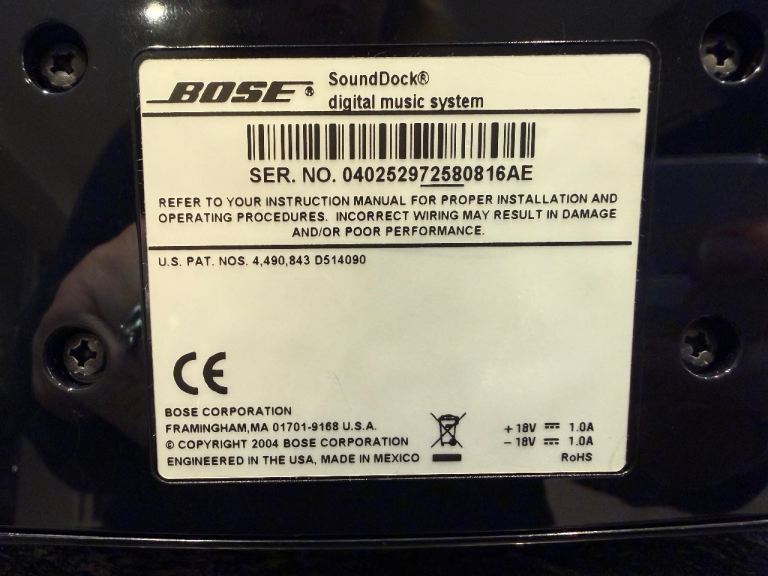 BOSE® SoundDock®
digital music system
SER. NO. 040252972580816AE
REFER TO YOUR INSTRUCTION MANUAL FOR PROPER INSTALLATION AND
OPERATING PROCEDURES. INCORRECT WIRING MAY RESULT IN DAMAGE
AND/OR POOR PERFORMANCE.
U.S. PAT. NOS. 4,490,843 D514090
CE
BOSE CORPORATION
FRAMINGHAM,MA 01701-9168 U.S.A.
© COPYRIGHT 2004 BOSE CORPORATION
ENGINEERED IN THE USA, MADE IN MEXICO
+18V ⎓ 1.0A
–18V ⎓ 1.0A
RoHS